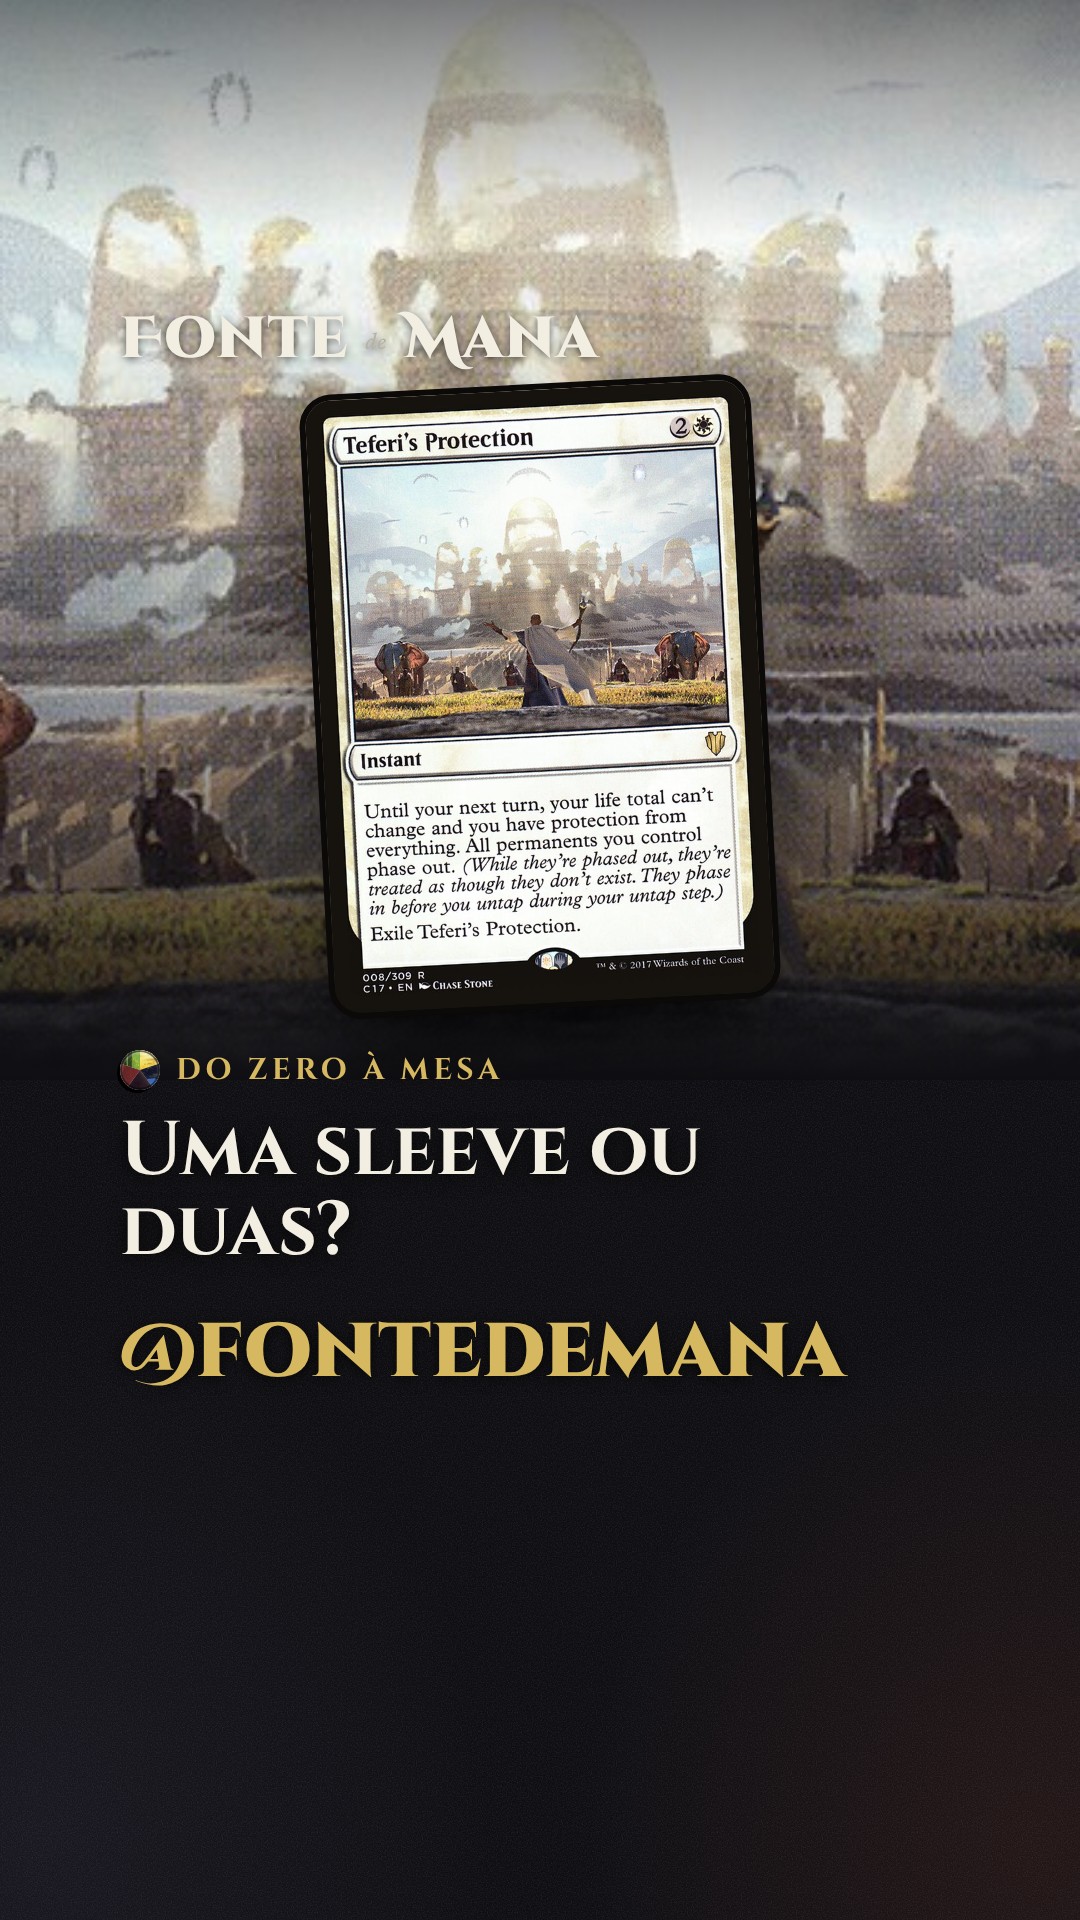 Fonte de Mana
Teferi's Protection
2
Instant
Until your next turn, your life total can't
change and you have protection from
everything. All permanents you control
phase out. (While they're phased out, they're
treated as though they don't exist. They phase
in before you untap during your untap step.)
Exile Teferi's Protection.
008/309 R
C17 • EN Chase Stone
™ & © 2017 Wizards of the Coast
DO ZERO À MESA
Uma sleeve ou
duas?
@fontedemana